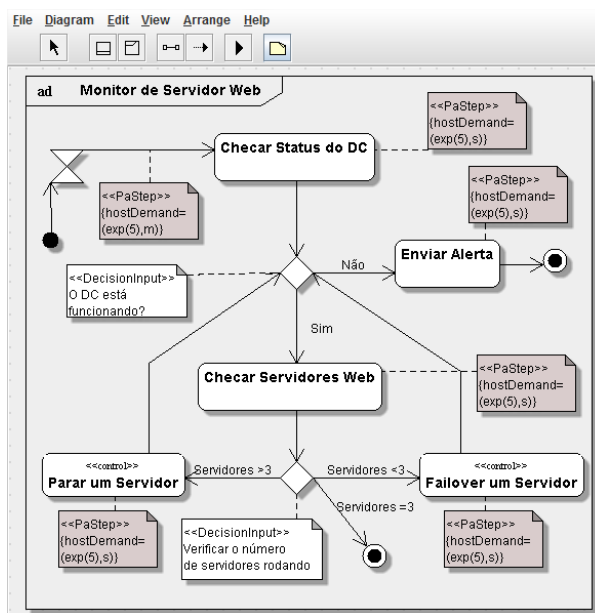 File Diagram Edit View Arrange Help
ad Monitor de Servidor Web
<<PaStep>>
{hostDemand=
(exp(5),s)}
Checar Status do DC
<<PaStep>>
{hostDemand=
(exp(5),m)}
<<PaStep>>
{hostDemand=
(exp(5),s)}
Não
Enviar Alerta
<<DecisionInput>>
O DC está
funcionando?
Sim
Checar Servidores Web
<<PaStep>>
{hostDemand=
(exp(5),s)}
<<control>>
Parar um Servidor
Servidores >3
Servidores <3
<<control>>
Failover um Servidor
Servidores =3
<<PaStep>>
{hostDemand=
(exp(5),s)}
<<DecisionInput>>
Verificar o número
de servidores rodando
<<PaStep>>
{hostDemand=
(exp(5),s)}